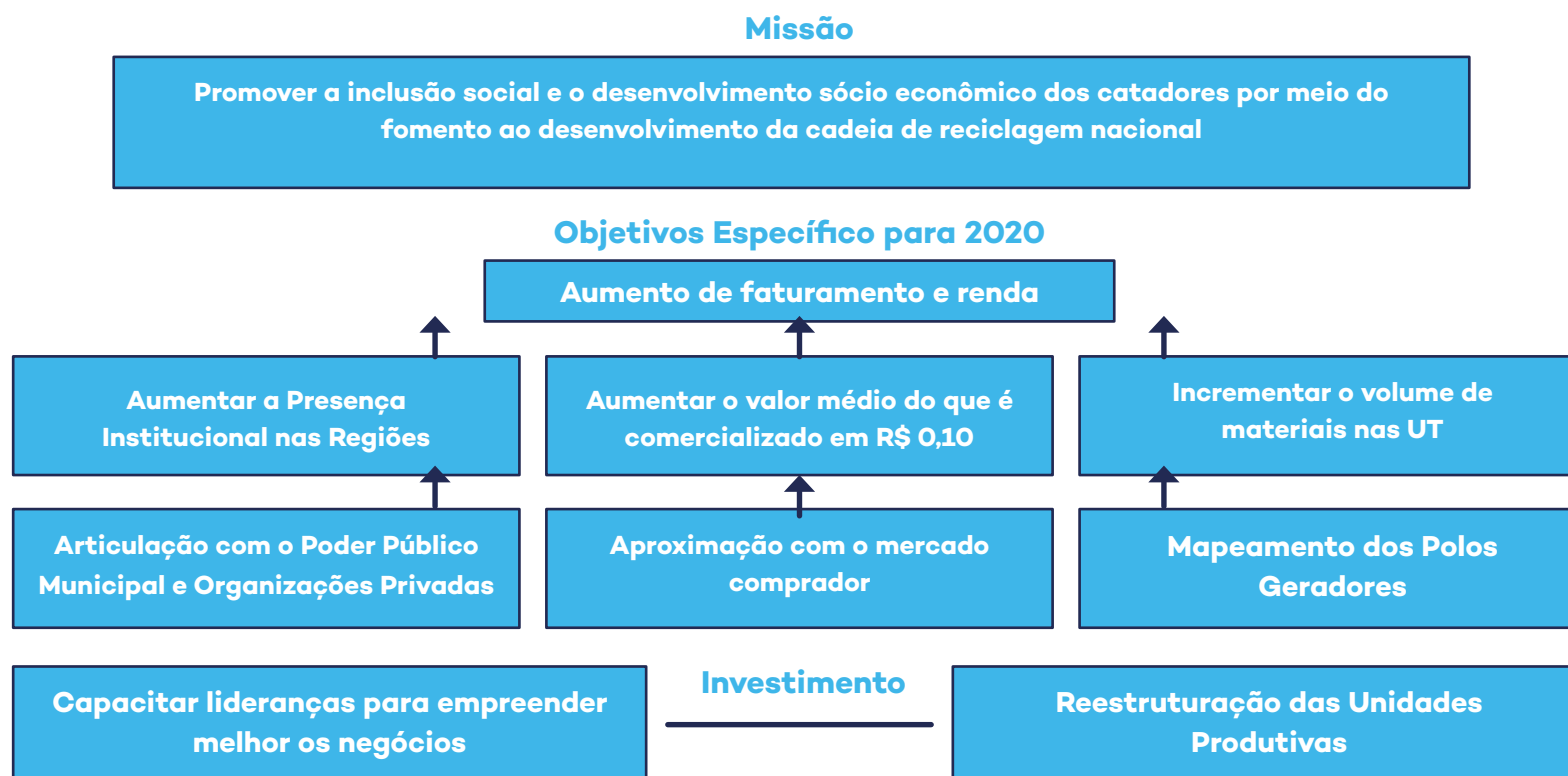 Missão
Promover a inclusão social e o desenvolvimento sócio econômico dos catadores por meio do
fomento ao desenvolvimento da cadeia de reciclagem nacional
Objetivos Específico para 2020
Aumento de faturamento e renda
Aumentar a Presença
Institucional nas Regiões
Aumentar o valor médio do que é
comercializado em R$ 0,10
Incrementar o volume de
materiais nas UT
Articulação com o Poder Público
Municipal e Organizações Privadas
Aproximação com o mercado
comprador
Mapeamento dos Polos
Geradores
Capacitar lideranças para empreender
melhor os negócios
Investimento
Reestruturação das Unidades
Produtivas